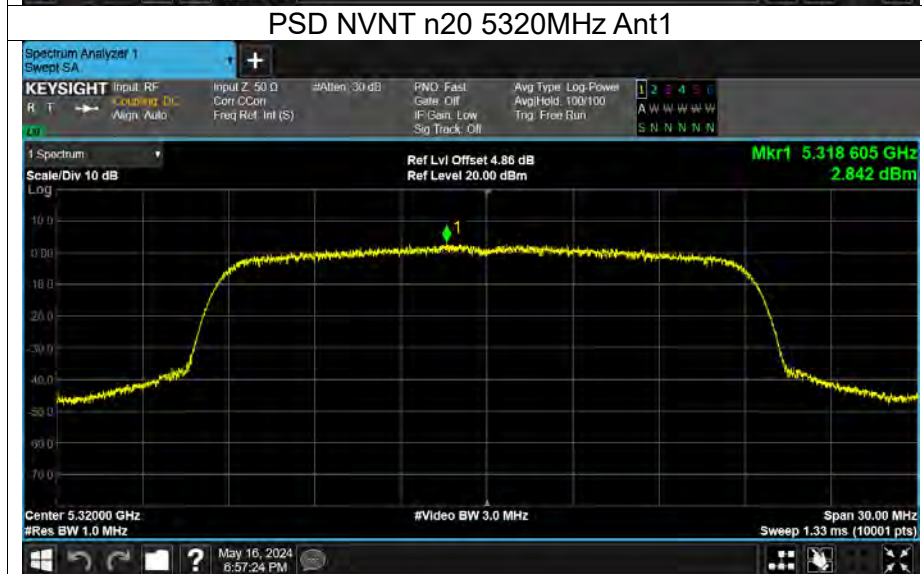 PSD NVNT n20 5320MHz Ant1
Spectrum Analyzer 1
Swept SA
+
KEYSIGHT Input: RF Input Z: 50 Ω #Atten: 30 dB PNO: Fast Avg Type: Log-Power 1 2 3 4 5 6
R T Coupling: DC Corr CCorr Gate: Off Avg|Hold: 100/100 A W W W W W
Align: Auto Freq Ref: Int (S) IF Gain: Low Trig: Free Run
Sig Track: Off S N N N N N
1 Spectrum Ref Lvl Offset 4.86 dB Mkr1 5.318 605 GHz
Scale/Div 10 dB Ref Level 20.00 dBm 2.842 dBm
Log
10.0
1
0.00
-10.0
-20.0
-30.0
-40.0
-50.0
-60.0
-70.0
Center 5.32000 GHz #Video BW 3.0 MHz Span 30.00 MHz
#Res BW 1.0 MHz Sweep 1.33 ms (10001 pts)
? May 16, 2024
6:57:24 PM